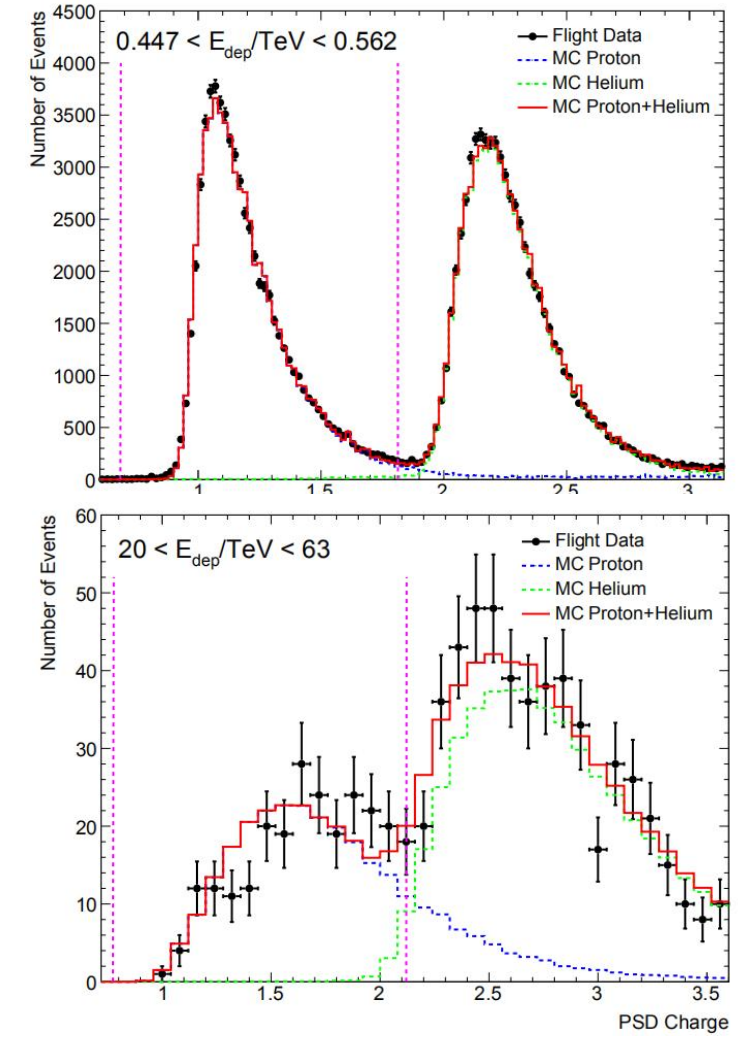 4500
4000
3500
3000
2500
2000
1500
1000
500
0
Number of Events
0.447 < E_dep/TeV < 0.562
Flight Data
MC Proton
MC Helium
MC Proton+Helium
1 1.5 2 2.5 3
60
50
40
30
20
10
0
Number of Events
20 < E_dep/TeV < 63
Flight Data
MC Proton
MC Helium
MC Proton+Helium
1 1.5 2 2.5 3 3.5
PSD Charge